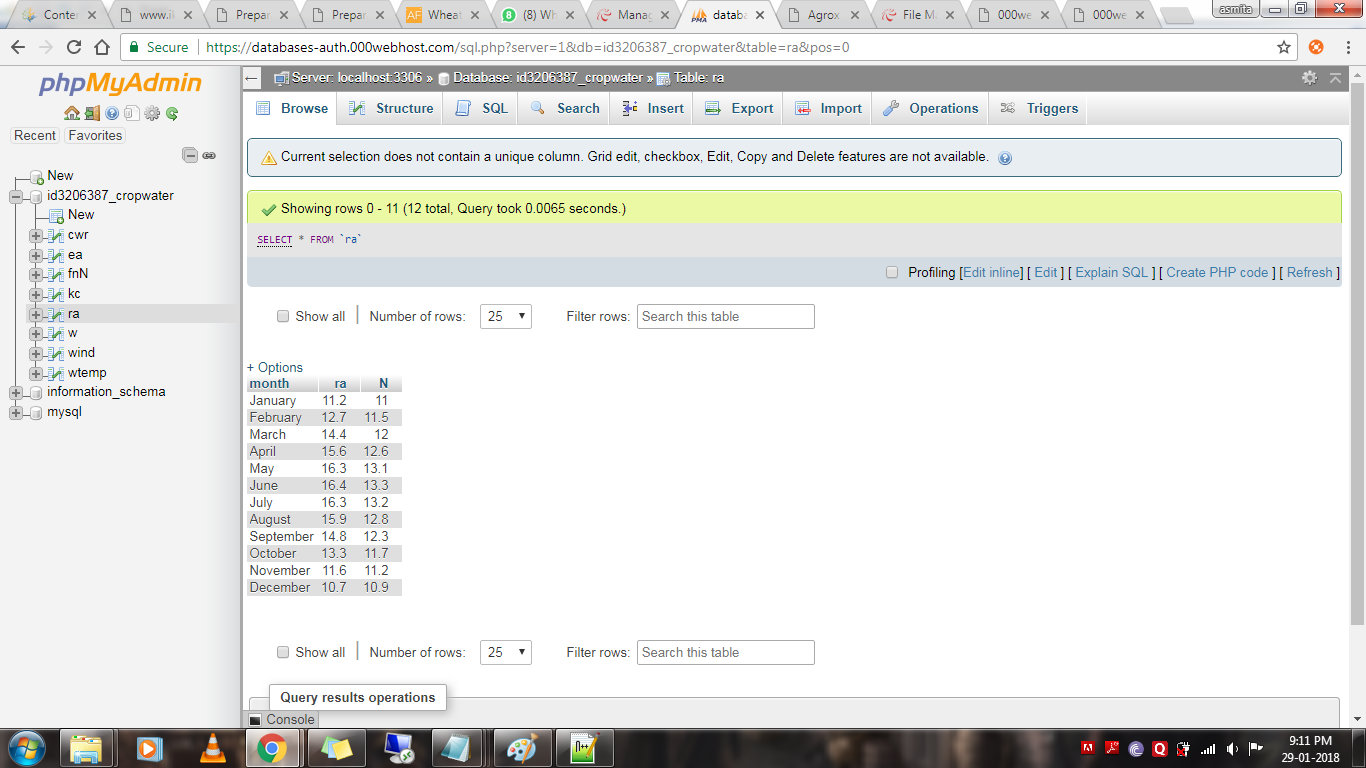 Conten www.il Prepar Prepar Wheat (8) Wh Manag databa Agrox File M 000we 000we asmita
Secure https://databases-auth.000webhost.com/sql.php?server=1&db=id3206387_cropwater&table=ra&pos=0
phpMyAdmin
Recent Favorites
New
id3206387_cropwater
New
cwr
ea
fnN
kc
ra
w
wind
wtemp
information_schema
mysql
Server: localhost:3306 » Database: id3206387_cropwater » Table: ra
Browse Structure SQL Search Insert Export Import Operations Triggers
Current selection does not contain a unique column. Grid edit, checkbox, Edit, Copy and Delete features are not available.
Showing rows 0 - 11 (12 total, Query took 0.0065 seconds.)
SELECT * FROM `ra`
Profiling [Edit inline] [ Edit ] [ Explain SQL ] [ Create PHP code ] [ Refresh ]
Show all | Number of rows: 25 Filter rows: Search this table
+ Options
month ra N
January 11.2 11
February 12.7 11.5
March 14.4 12
April 15.6 12.6
May 16.3 13.1
June 16.4 13.3
July 16.3 13.2
August 15.9 12.8
September 14.8 12.3
October 13.3 11.7
November 11.6 11.2
December 10.7 10.9
Show all | Number of rows: 25 Filter rows: Search this table
Query results operations
Console
9:11 PM
29-01-2018